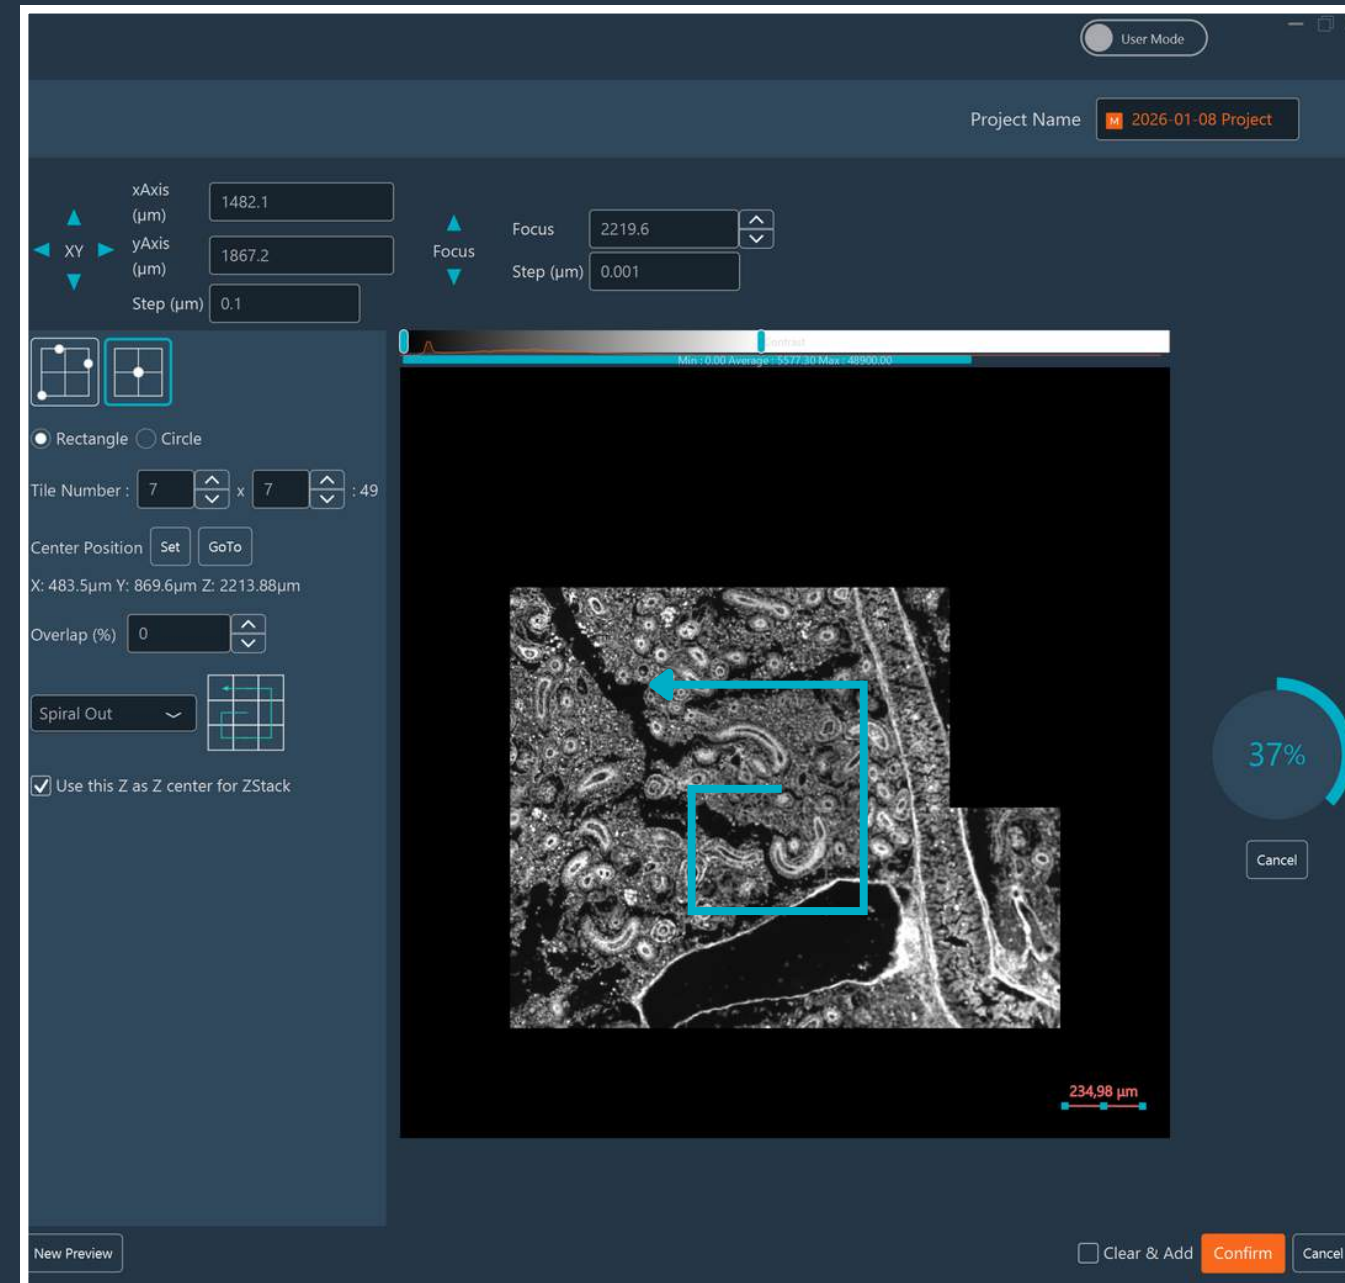 User Mode
Project Name M 2026-01-08 Project
xAxis (µm) 1482.1
XY
yAxis (µm) 1867.2
Step (µm) 0.1
Focus
Focus 2219.6
Step (µm) 0.001
Contrast
Min : 0.00 Average : 5577.30 Max : 48900.00
Rectangle Circle
Tile Number : 7 x 7 : 49
Center Position Set GoTo
X: 483.5µm Y: 869.6µm Z: 2213.88µm
Overlap (%) 0
Spiral Out
Use this Z as Z center for ZStack
37%
Cancel
234,98 µm
New Preview
Clear & Add Confirm Cancel